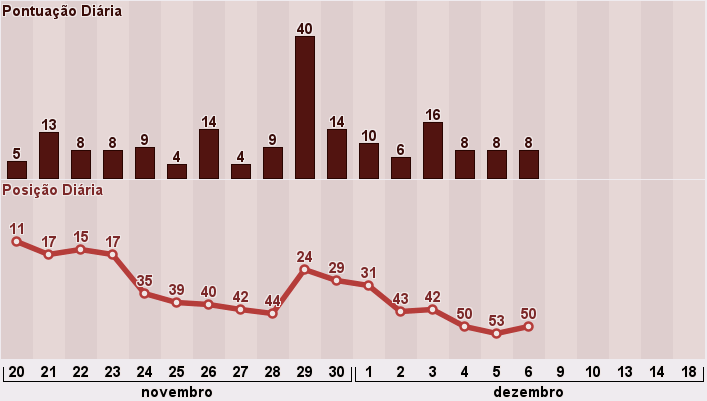 Pontuação Diária
5 13 8 8 9 4 14 4 9 40 14 10 6 16 8 8 8
Posição Diária
11 17 15 17 35 39 40 42 44 24 29 31 43 42 50 53 50
20 21 22 23 24 25 26 27 28 29 30 1 2 3 4 5 6 9 10 13 14 18
novembro dezembro